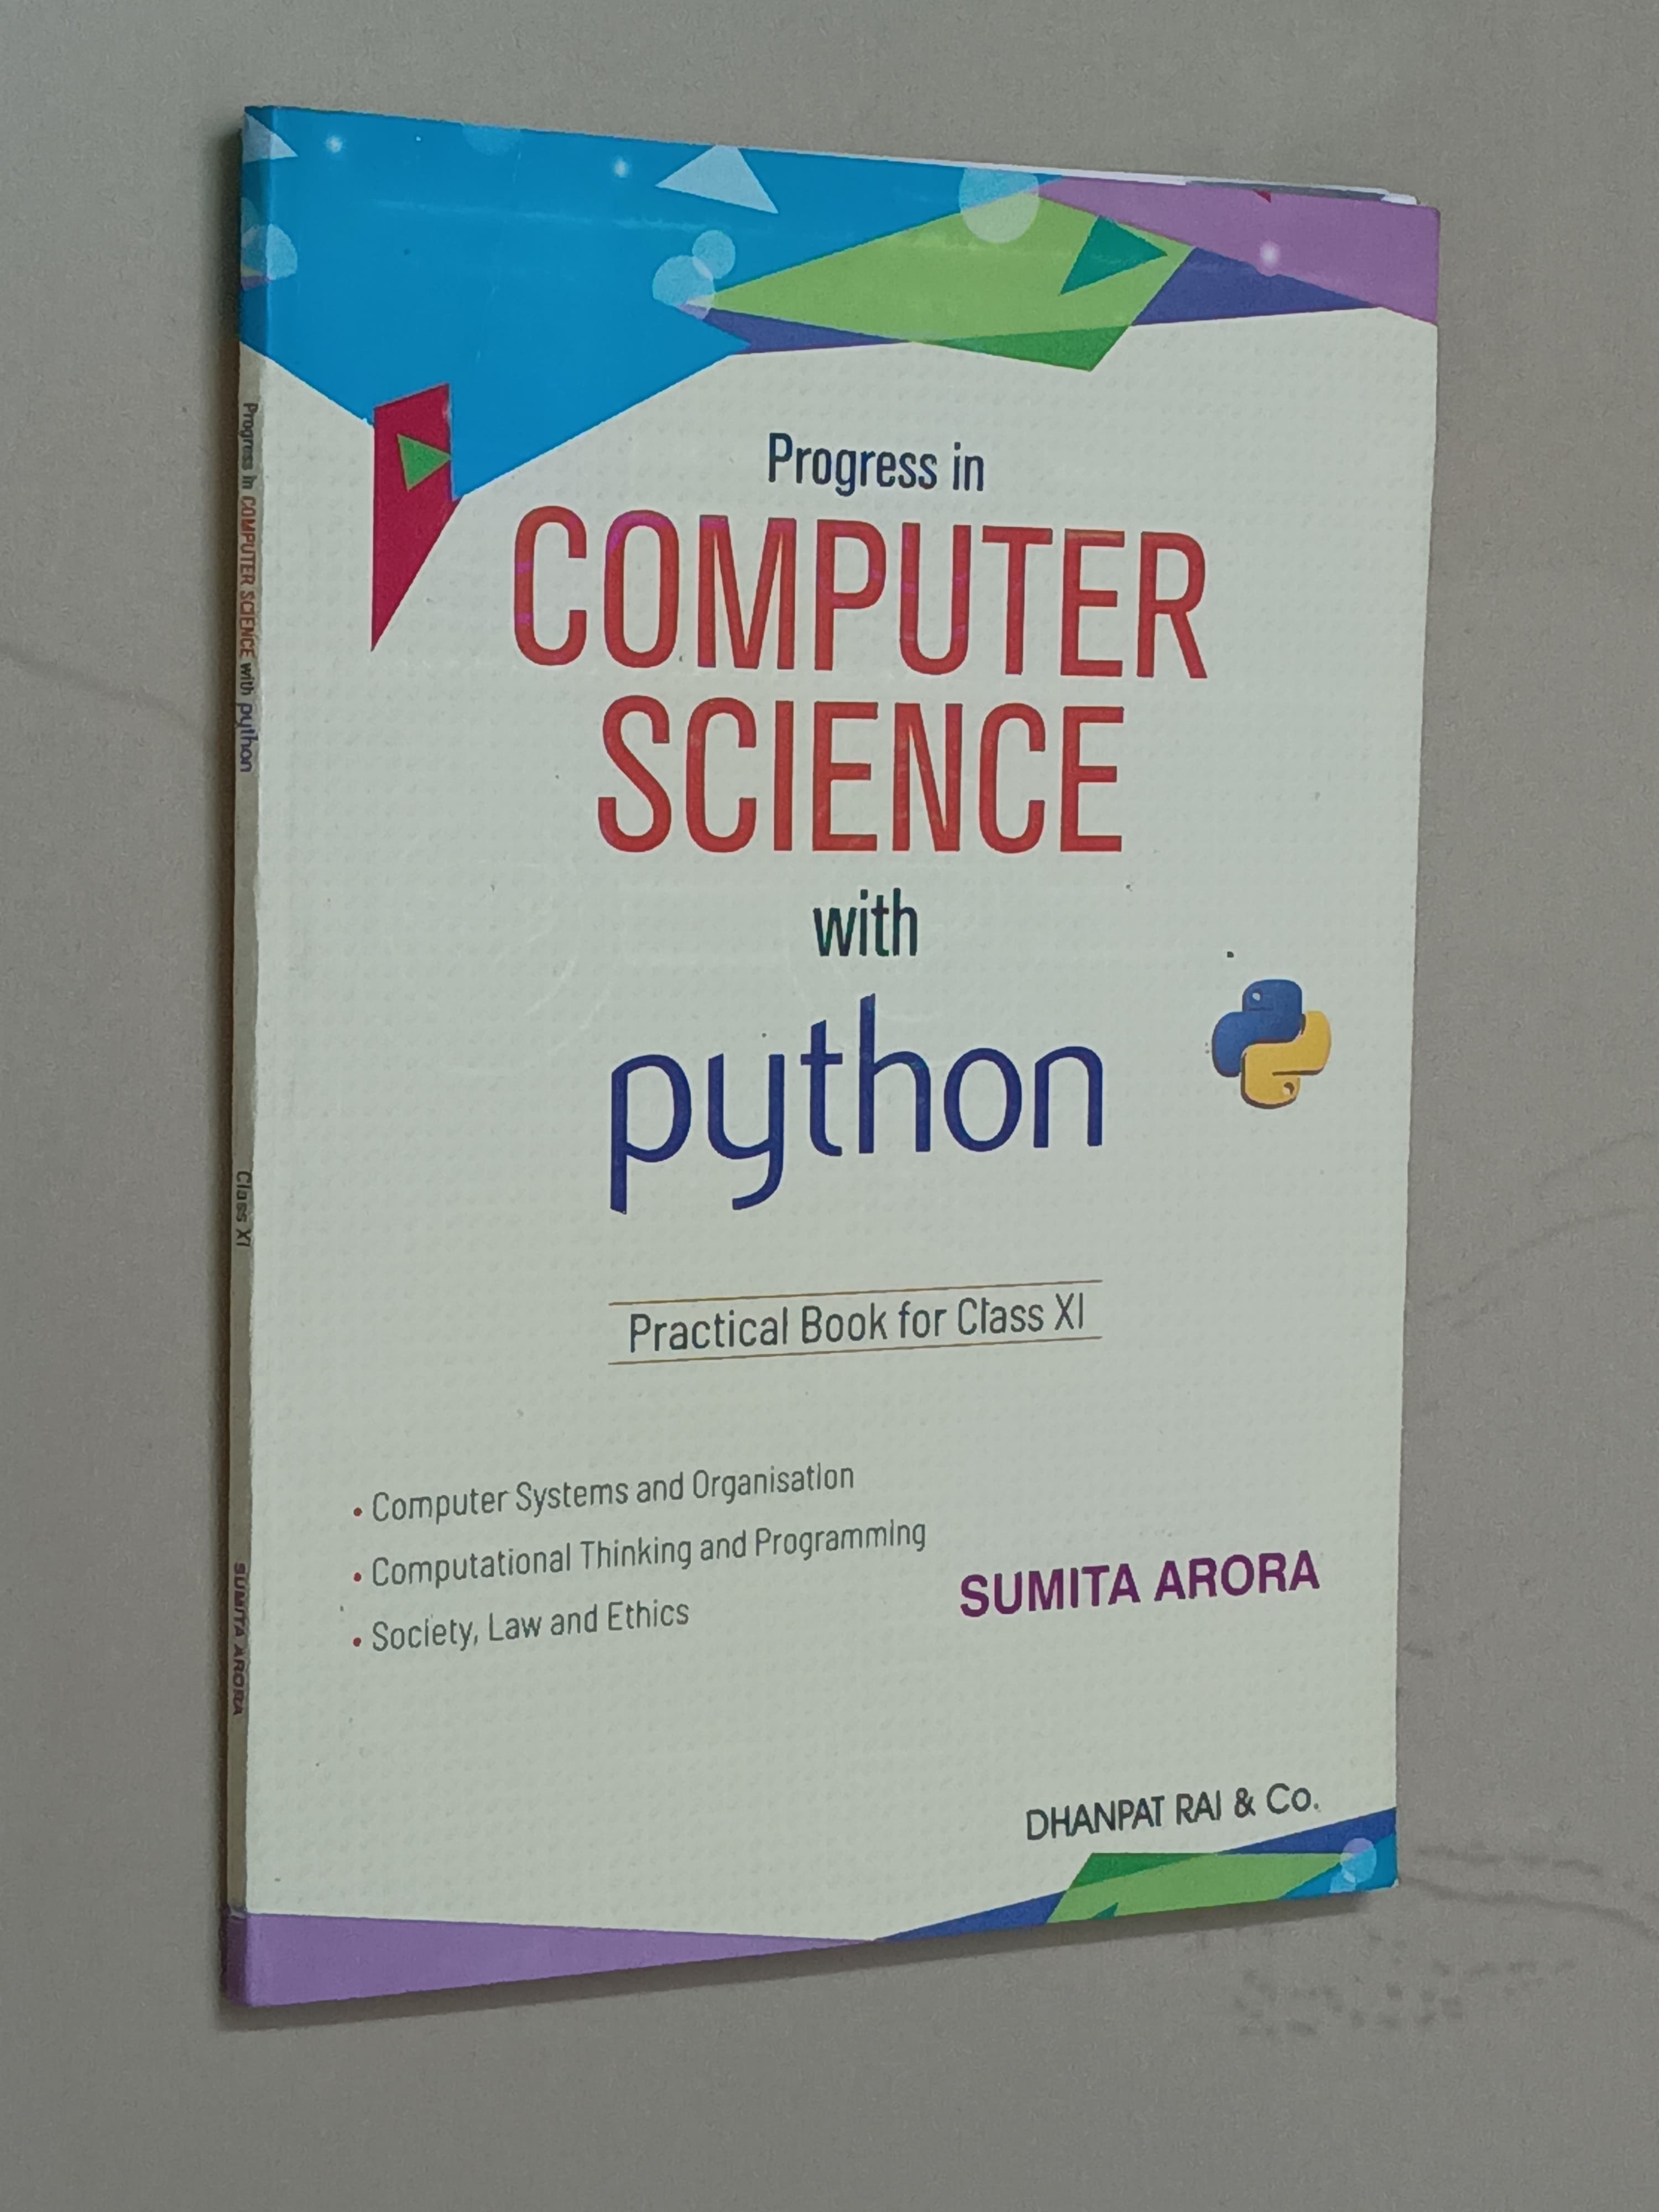 Progress in
COMPUTER
SCIENCE
with
python
Practical Book for Class XI
• Computer Systems and Organisation
• Computational Thinking and Programming
• Society, Law and Ethics
SUMITA ARORA
DHANPAT RAI & Co.
Progress in COMPUTER SCIENCE with python
Class XI
SUMITA ARORA